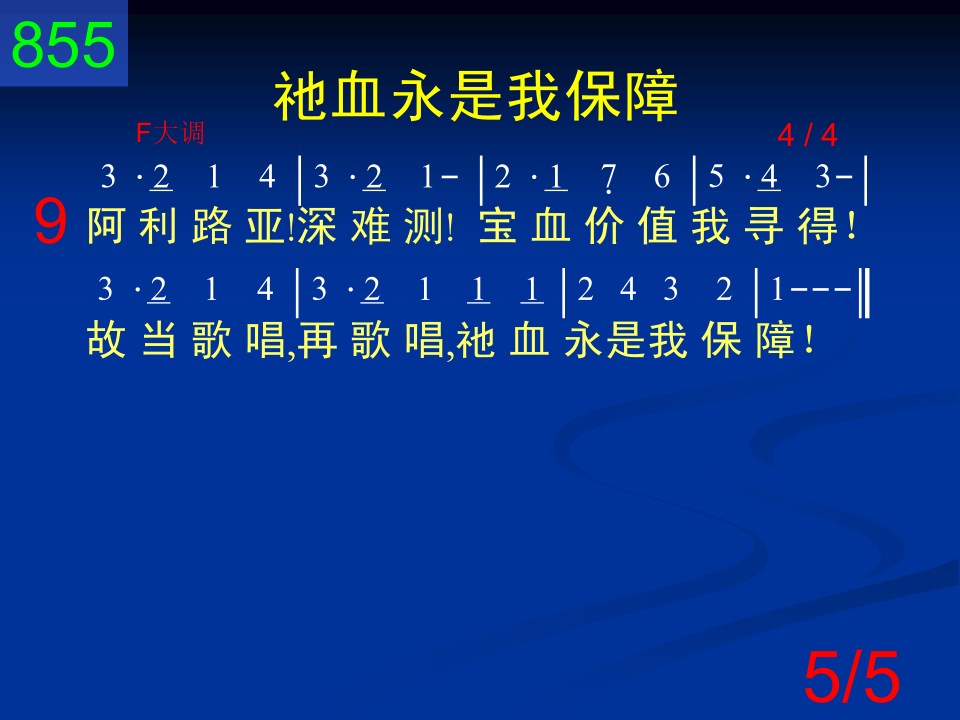 855
祂血永是我保障
F大调 4 / 4
3 · 2 1 4 | 3 · 2 1 - | 2 · 1 7̣ 6 | 5 · 4 3 - |
9
阿 利 路 亚!深 难 测! 宝 血 价 值 我 寻 得!
3 · 2 1 4 | 3 · 2 1 1 1 | 2 4 3 2 | 1 - - - ‖
故 当 歌 唱,再 歌 唱,祂 血 永是我 保 障!
5/5